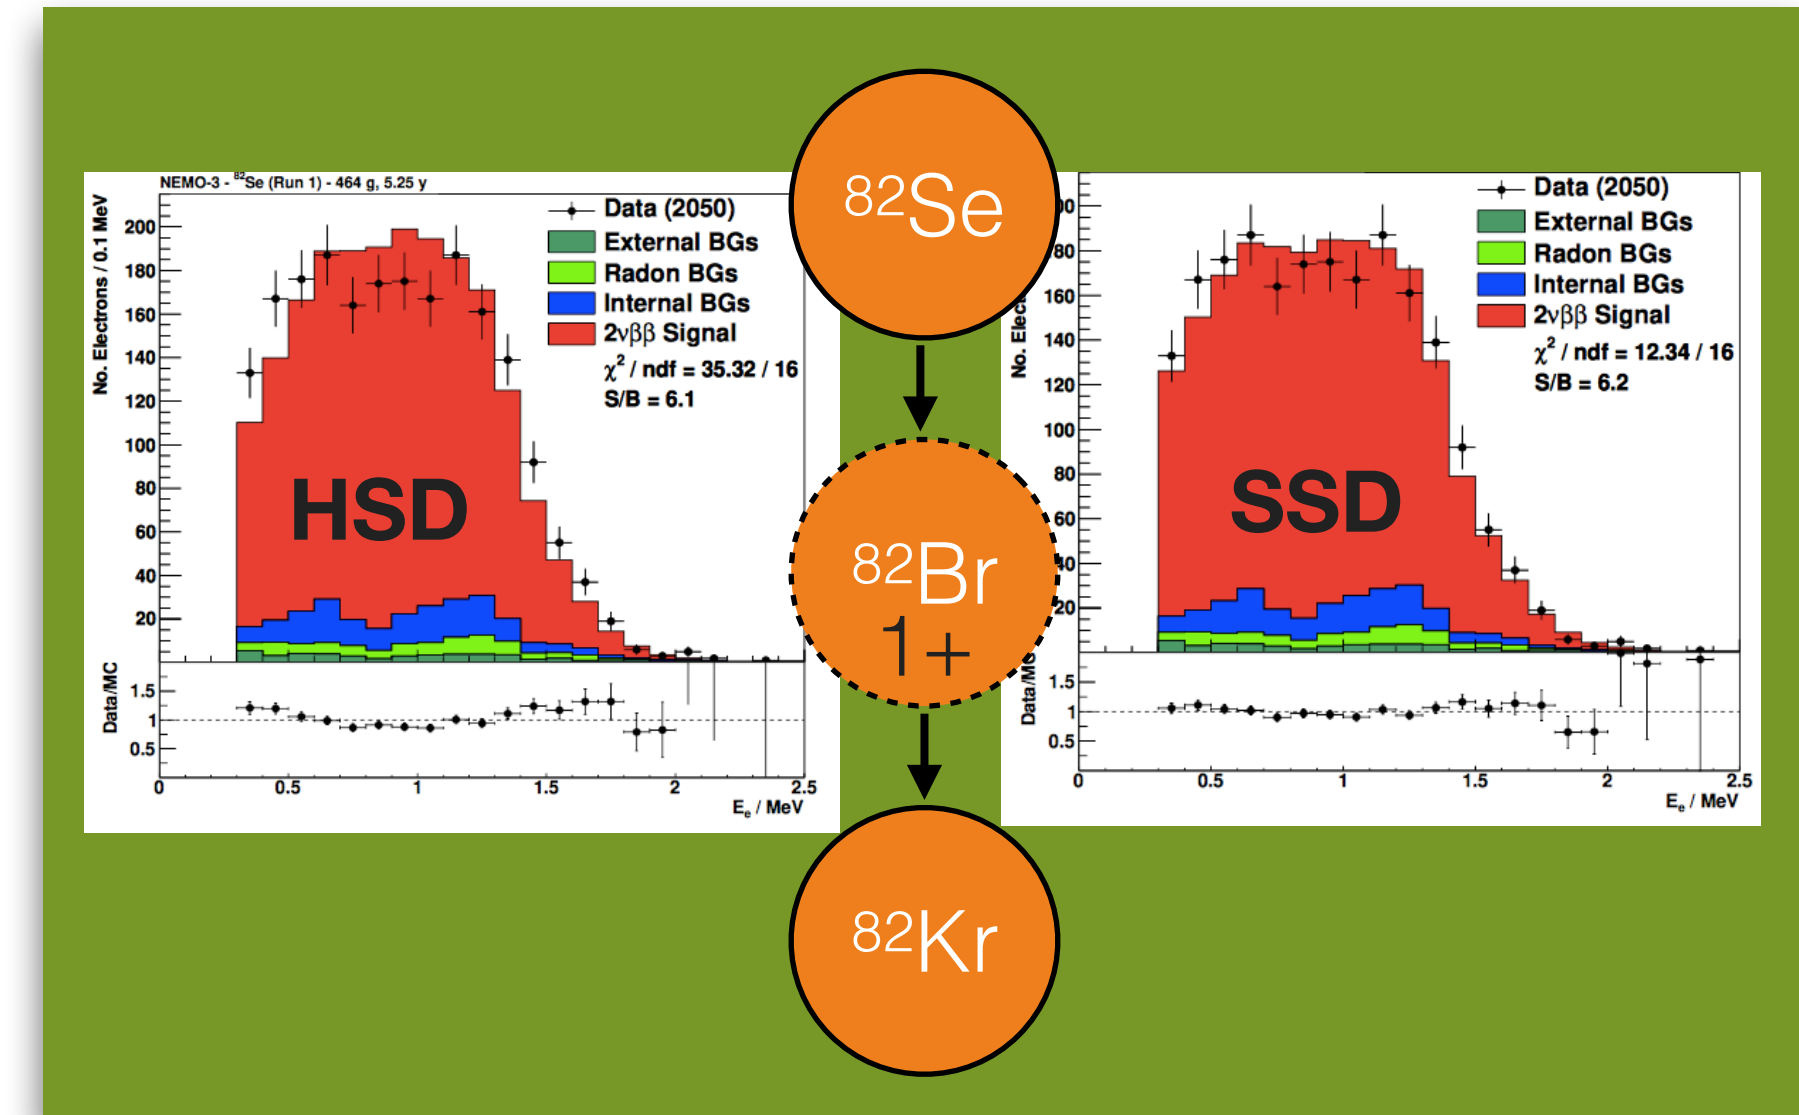 NEMO-3 - ⁸²Se (Run 1) - 464 g, 5.25 y
No. Electrons / 0.1 MeV
200
180
160
140
120
100
80
60
40
20
Data (2050)
External BGs
Radon BGs
Internal BGs
2νββ Signal
χ² / ndf = 35.32 / 16
S/B = 6.1
HSD
Data/MC
1.5
1
0.5
0
0.5
1
1.5
2
2.5
Eₑ / MeV
⁸²Se
⁸²Br
1+
⁸²Kr
No.
180
160
140
120
100
80
60
40
20
Data (2050)
External BGs
Radon BGs
Internal BGs
2νββ Signal
χ² / ndf = 12.34 / 16
S/B = 6.2
SSD
Data/MC
1.5
1
0.5
0
0.5
1
1.5
2
2.5
Eₑ / MeV